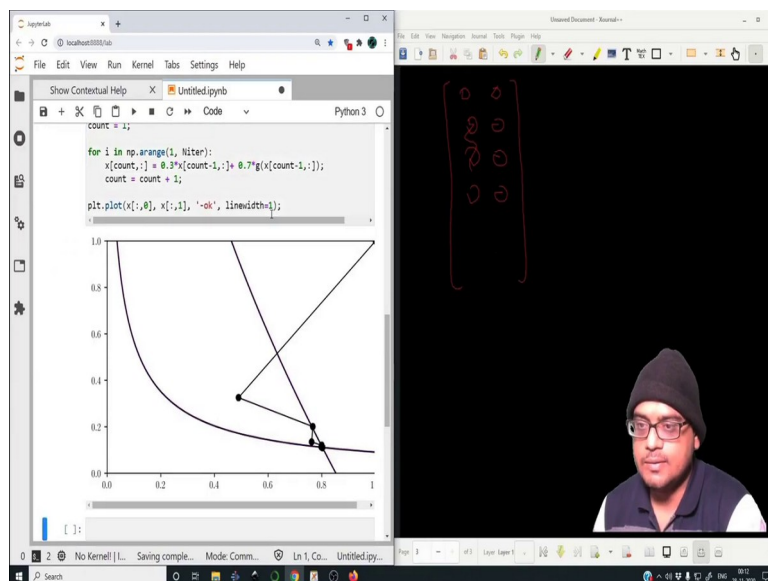 JupyterLab
localhost:8888/lab
File Edit View Run Kernel Tabs Settings Help
Show Contextual Help
Untitled.ipynb
Code
Python 3
count = 1;
for i in np.arange(1, Niter):
x[count,:] = 0.3*x[count-1,:]+ 0.7*g(x[count-1,:]);
count = count + 1;
plt.plot(x[:,0], x[:,1], '-ok', linewidth=1);
1.0
0.8
0.6
0.4
0.2
0.0
0.0 0.2 0.4 0.6 0.8 1
[ ]:
0 2 No Kernel! | I... Saving comple... Mode: Comm... Ln 1, Co... Untitled.ipy...
Search
Unsaved Document - Xournal++
File Edit View Navigation Journal Tools Plugin Help
T
Page 3 of 3 Layer Layer 1
ENG
00:12